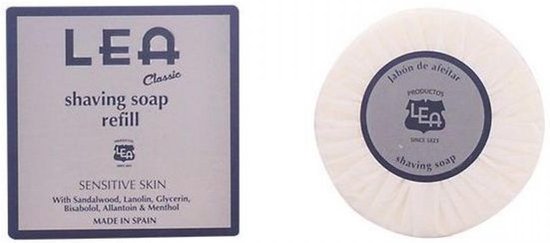 LEA
Classic
shaving soap
refill
PRODUCTOS
LEA
SINCE 1823
SENSITIVE SKIN
With Sandalwood, Lanolin, Glycerin,
Bisabolol, Allantoin & Menthol
MADE IN SPAIN
Jabón de afeitar
PRODUCTOS
LEA
SINCE 1823
shaving soap